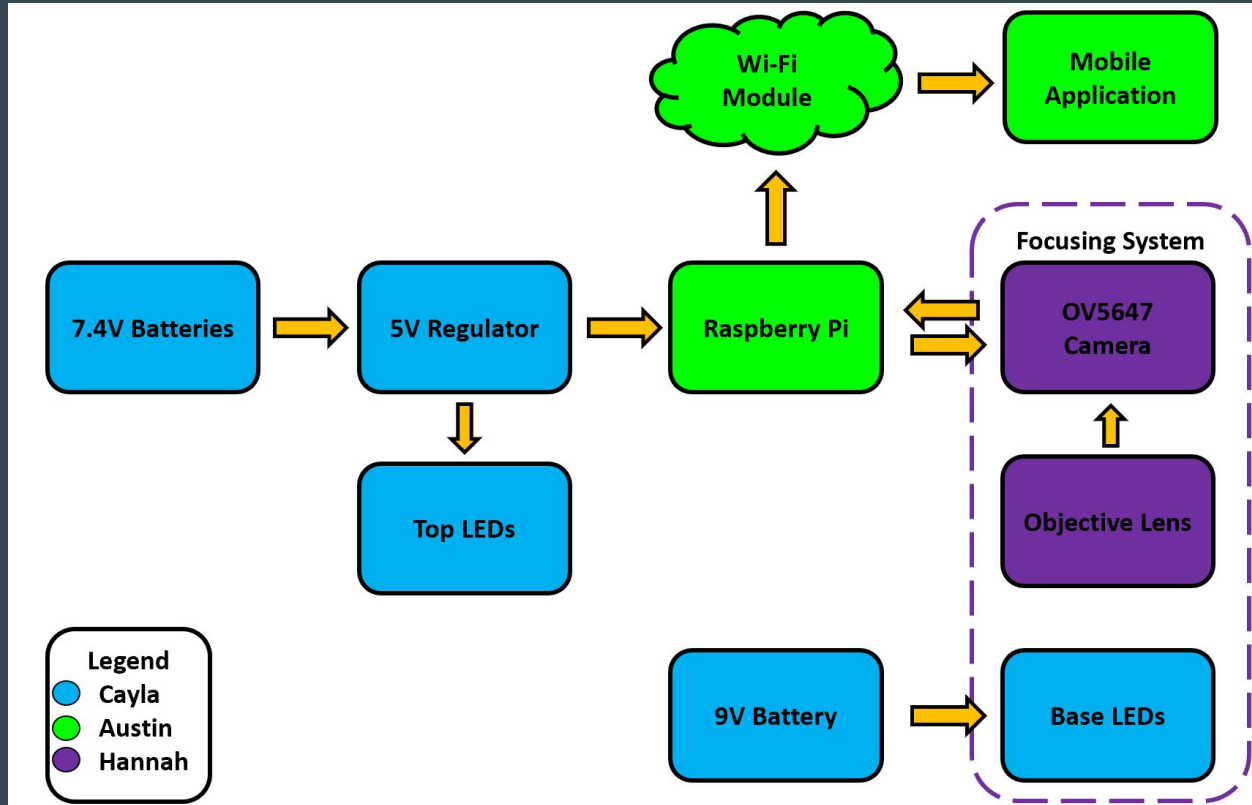 Wi-Fi
Module
Mobile
Application
Focusing System
7.4V Batteries
5V Regulator
Raspberry Pi
OV5647
Camera
Top LEDs
Objective Lens
Legend
Cayla
Austin
Hannah
9V Battery
Base LEDs